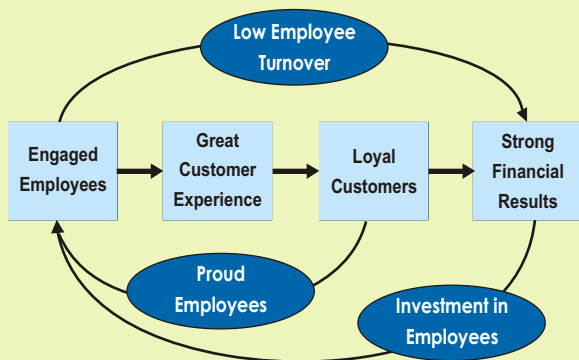 Low Employee
Turnover
Engaged
Employees
Great
Customer
Experience
Loyal
Customers
Strong
Financial
Results
Proud
Employees
Investment in
Employees